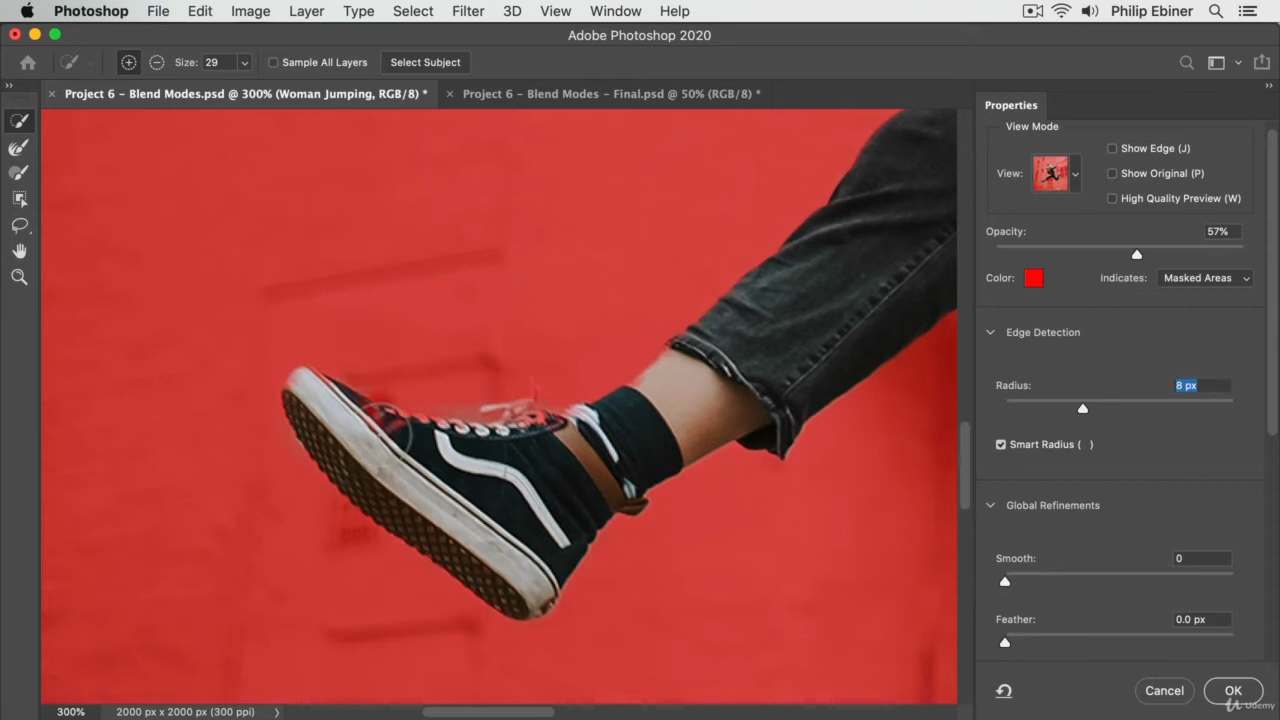 Photoshop File Edit Image Layer Type Select Filter 3D View Window Help Philip Ebiner
Adobe Photoshop 2020
Size: 29 Sample All Layers Select Subject
Project 6 – Blend Modes.psd @ 300% (Woman Jumping, RGB/8) * Project 6 – Blend Modes – Final.psd @ 50% (RGB/8) *
Properties
View Mode
Show Edge (J)
View: Show Original (P)
High Quality Preview (W)
Opacity: 57%
Color: Indicates: Masked Areas
Edge Detection
Radius: 8 px
Smart Radius ( )
Global Refinements
Smooth: 0
Feather: 0.0 px
Cancel OK
Udemy
300% 2000 px x 2000 px (300 ppi)